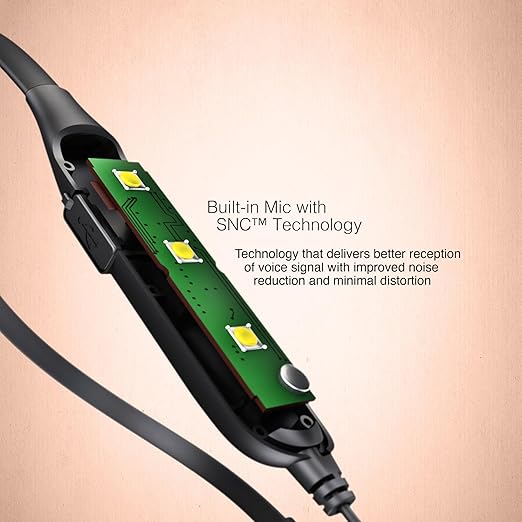 Built-in Mic with
SNC™ Technology
Technology that delivers better reception
of voice signal with improved noise
reduction and minimal distortion